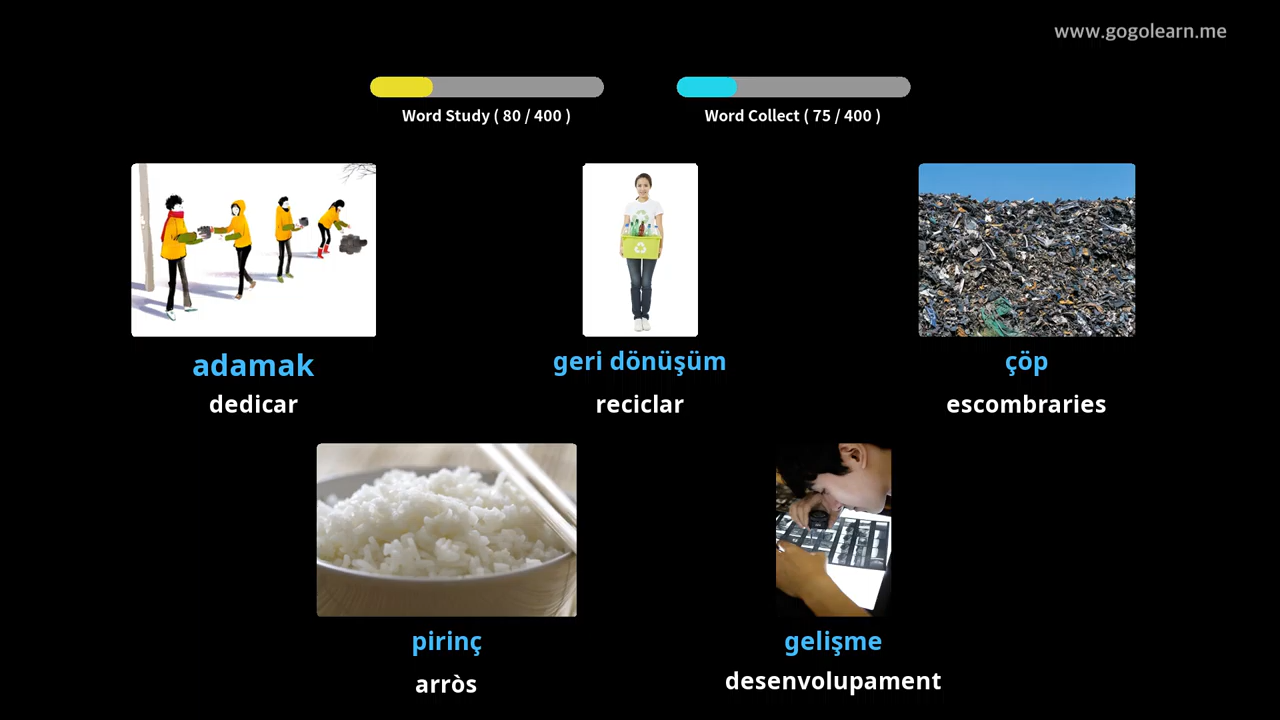 www.gogolearn.me
Word Study ( 80 / 400 )
Word Collect ( 75 / 400 )
adamak
dedicar
geri dönüşüm
reciclar
çöp
escombraries
pirinç
arròs
gelişme
desenvolupament